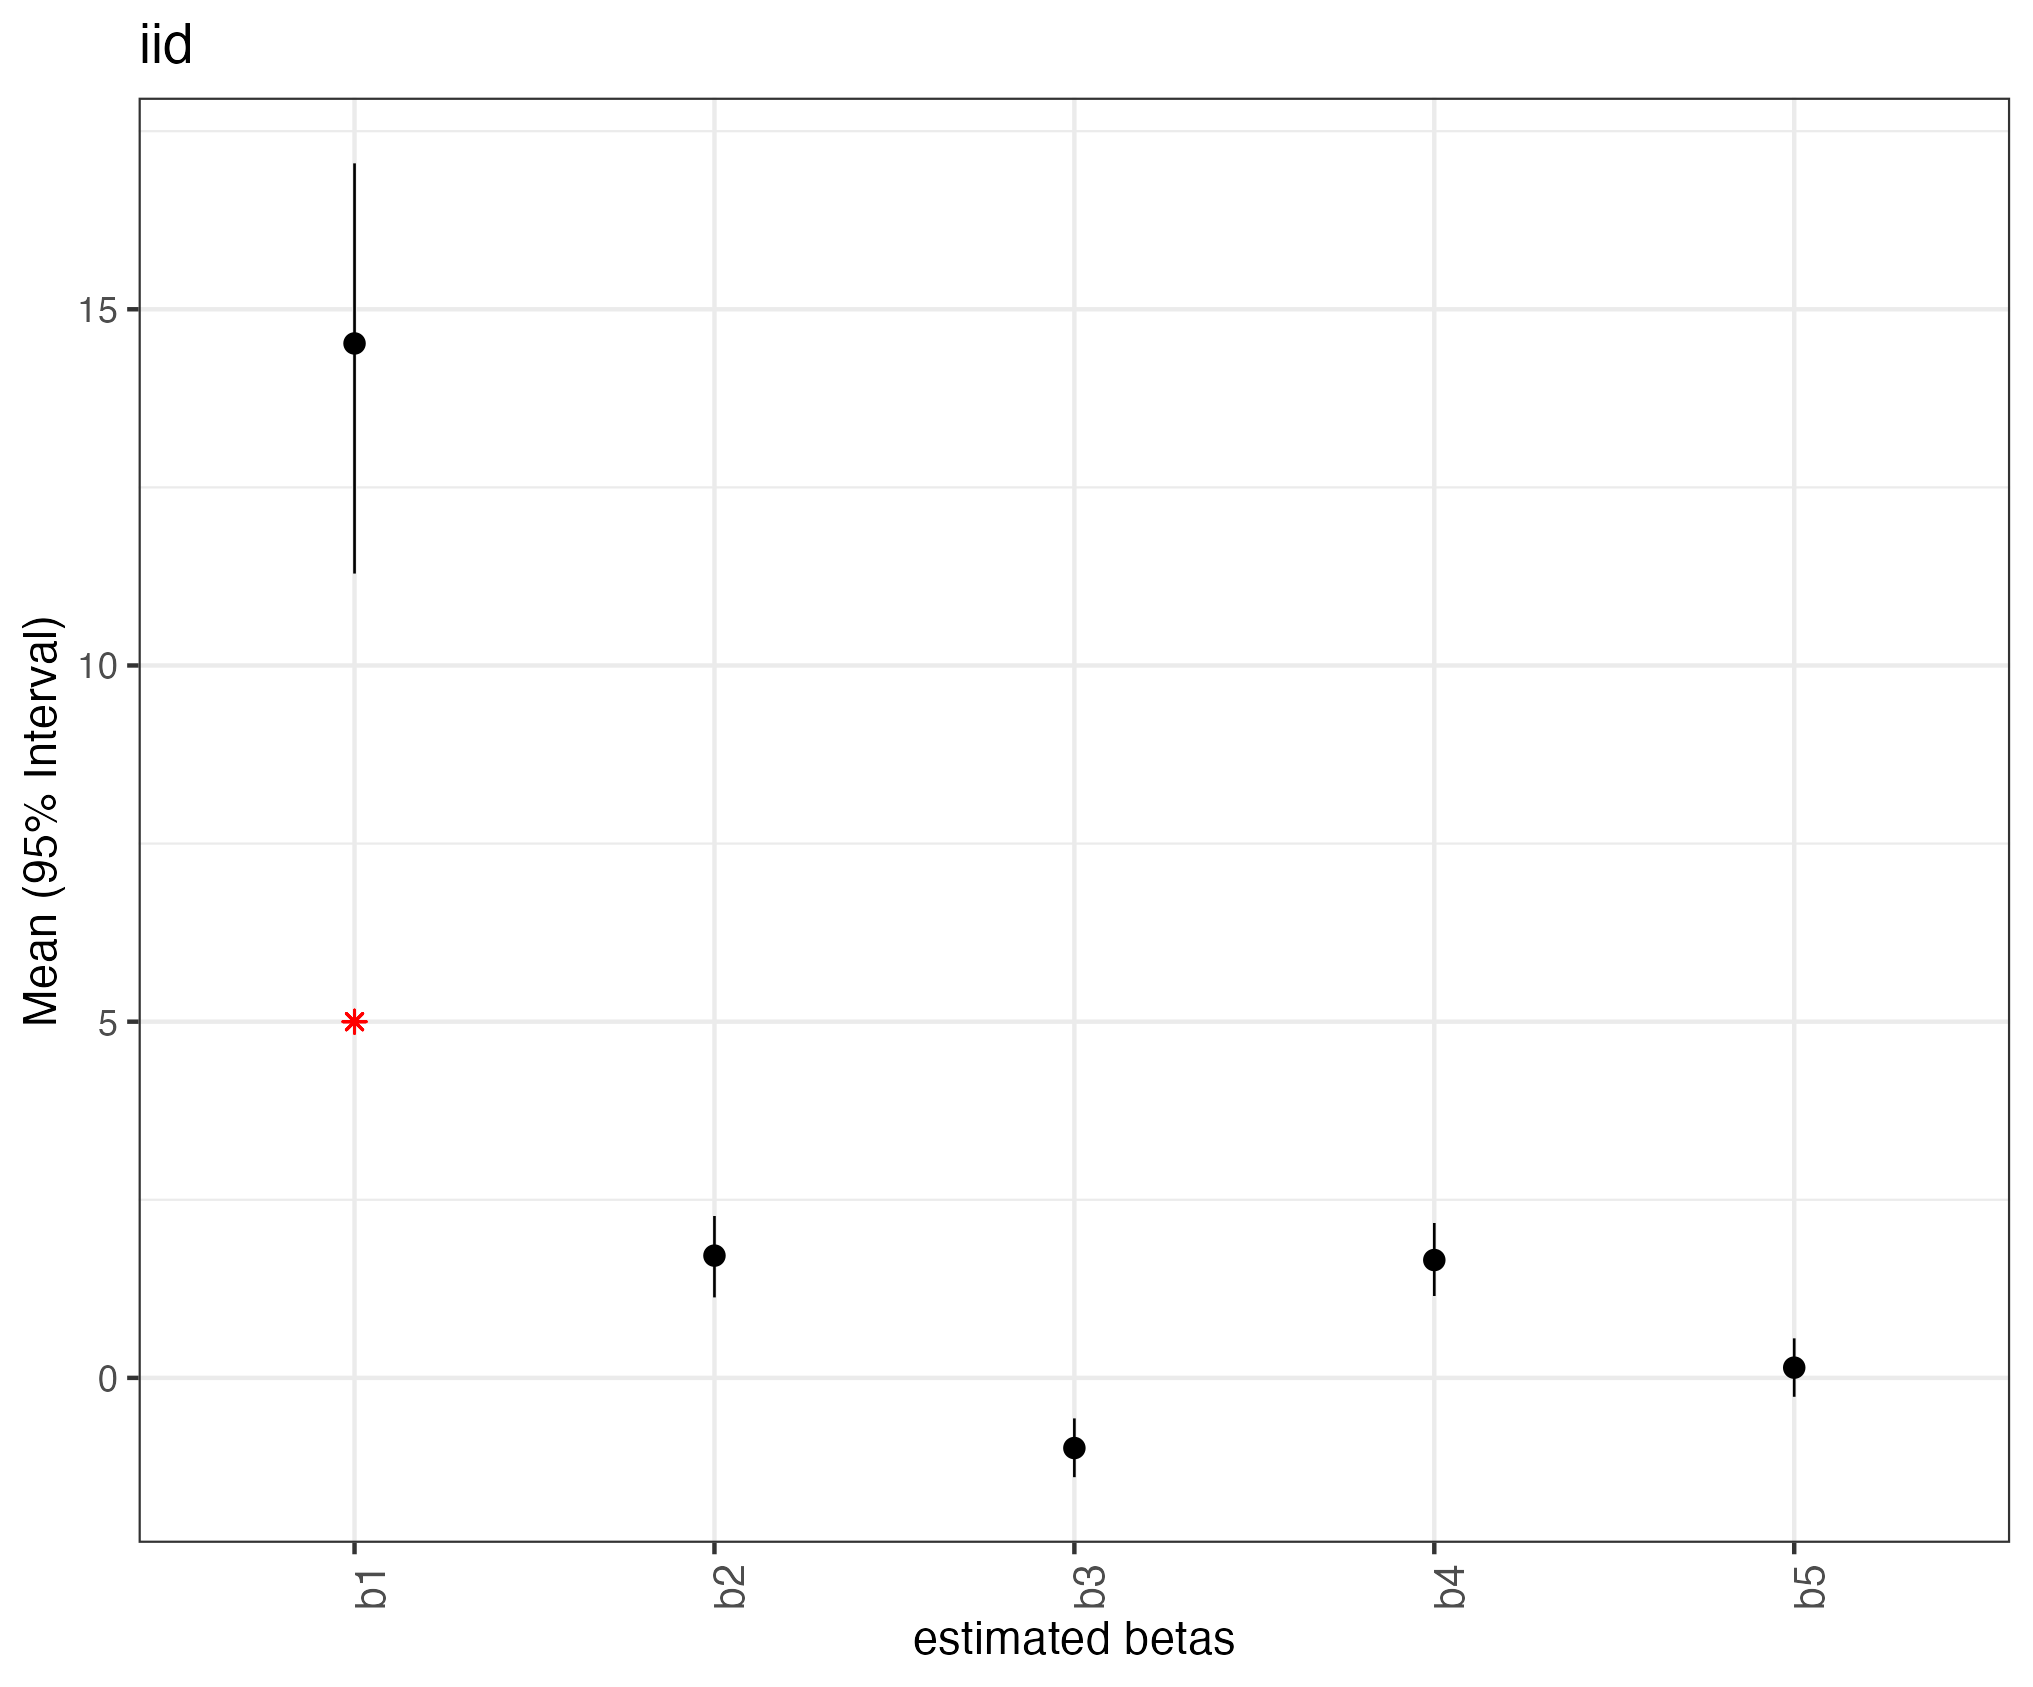 iid
Mean (95% Interval)
15
10
5
0
b1
b2
b3
b4
b5
estimated betas